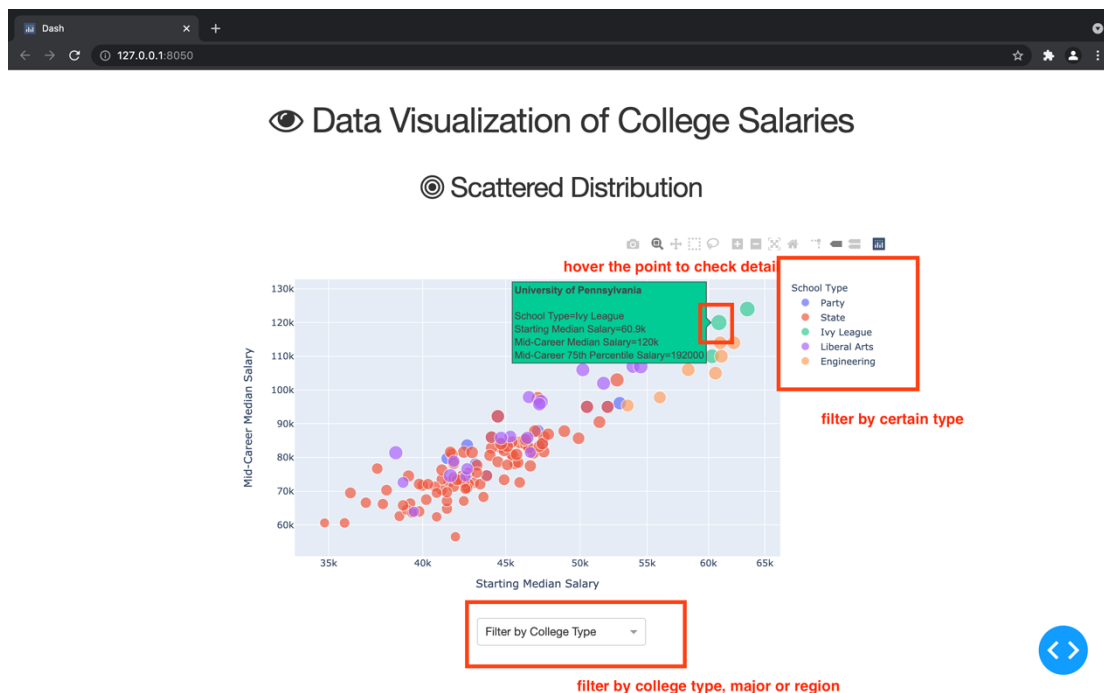 Dash
127.0.0.1:8050
Data Visualization of College Salaries
Scattered Distribution
hover the point to check detail
130k
120k
110k
100k
90k
80k
70k
60k
Mid-Career Median Salary
University of Pennsylvania
School Type=Ivy League
Starting Median Salary=60.9k
Mid-Career Median Salary=120k
Mid-Career 75th Percentile Salary=192000
School Type
Party
State
Ivy League
Liberal Arts
Engineering
filter by certain type
35k 40k 45k 50k 55k 60k 65k
Starting Median Salary
Filter by College Type
filter by college type, major or region